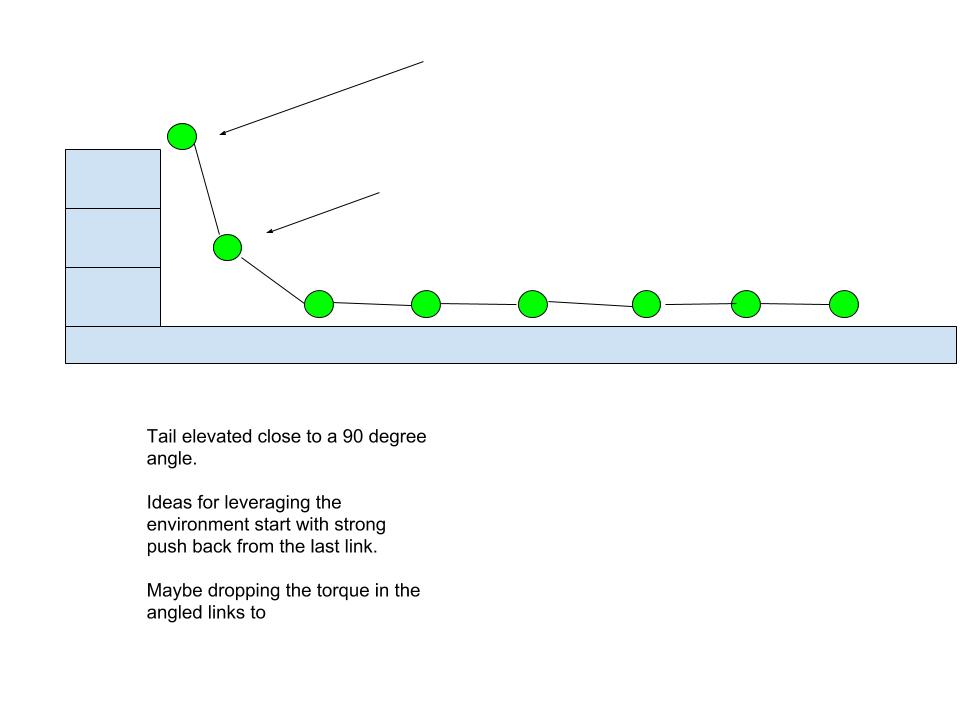 Tail elevated close to a 90 degree
angle.
Ideas for leveraging the
environment start with strong
push back from the last link.
Maybe dropping the torque in the
angled links to